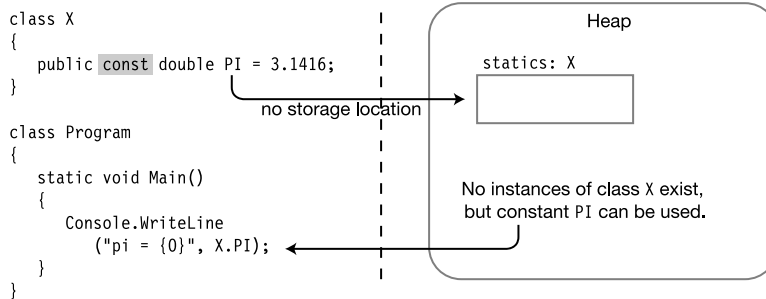 class X
{
public const double PI = 3.1416;
}
class Program
{
static void Main()
{
Console.WriteLine
("pi = {0}", X.PI);
}
}
no storage location
Heap
statics: X
No instances of class X exist,
but constant PI can be used.